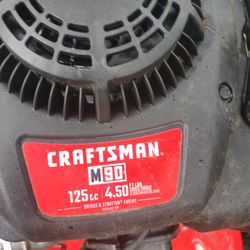 CRAFTSMAN
M90
125cc 4.50
BRIGGS & STRATTON ENGINE